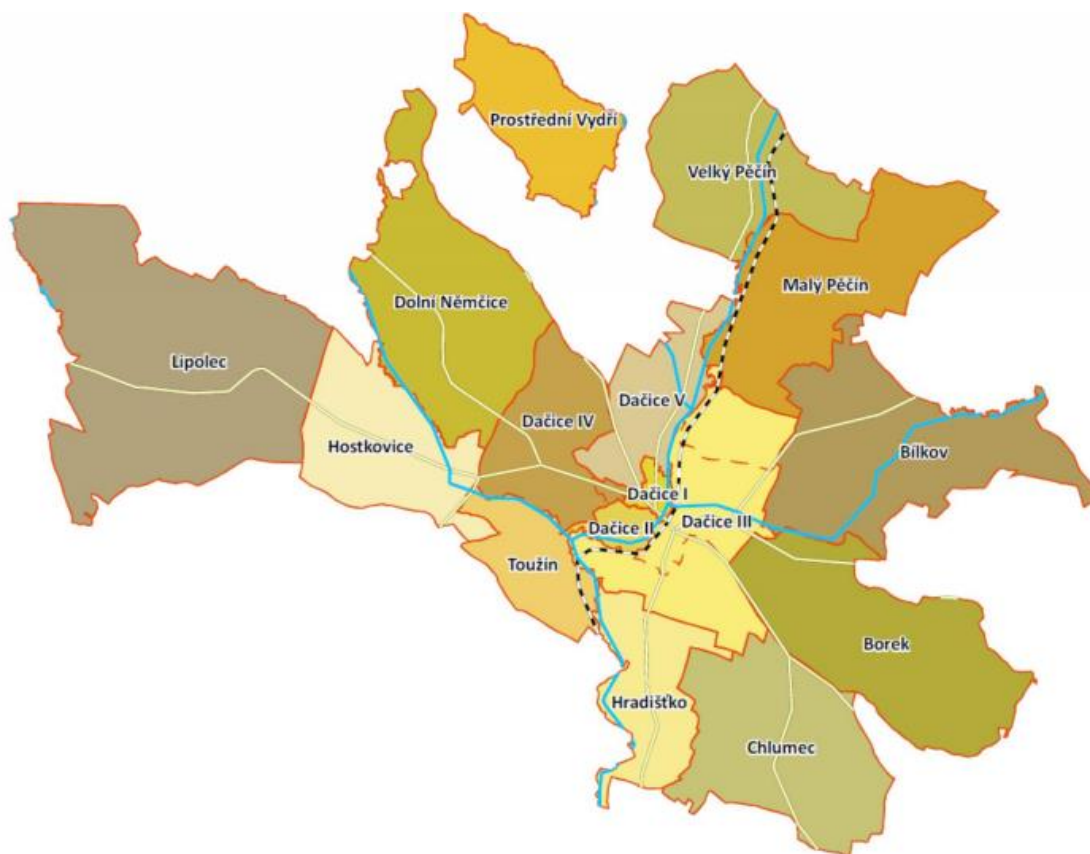 Prostřední Vydří
Velký Pěčín
Malý Pěčín
Dolní Němčice
Lipolec
Dačice V
Dačice IV
Hostkovice
Bílkov
Dačice I
Dačice II
Dačice III
Toužín
Borek
Hradišťko
Chlumec